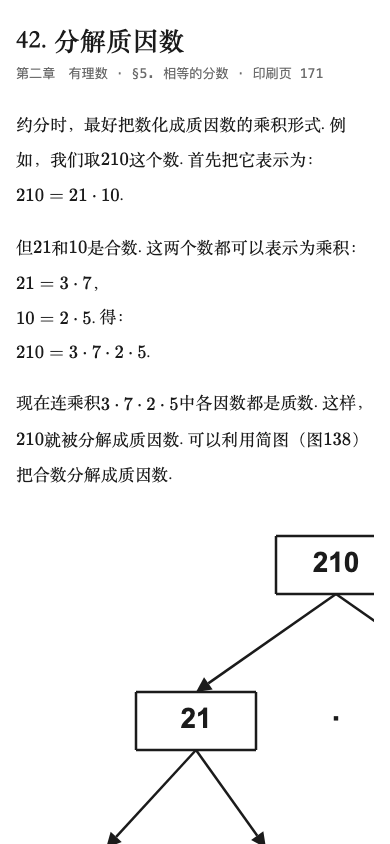 42. 分解质因数
第二章 有理数 · §5. 相等的分数 · 印刷页 171
约分时，最好把数化成质因数的乘积形式. 例
如，我们取210这个数. 首先把它表示为：
210 = 21 · 10.
但21和10是合数. 这两个数都可以表示为乘积：
21 = 3 · 7，
10 = 2 · 5. 得：
210 = 3 · 7 · 2 · 5.
现在连乘积3 · 7 · 2 · 5中各因数都是质数. 这样，
210就被分解成质因数. 可以利用简图（图138）
把合数分解成质因数.
210
21 ·